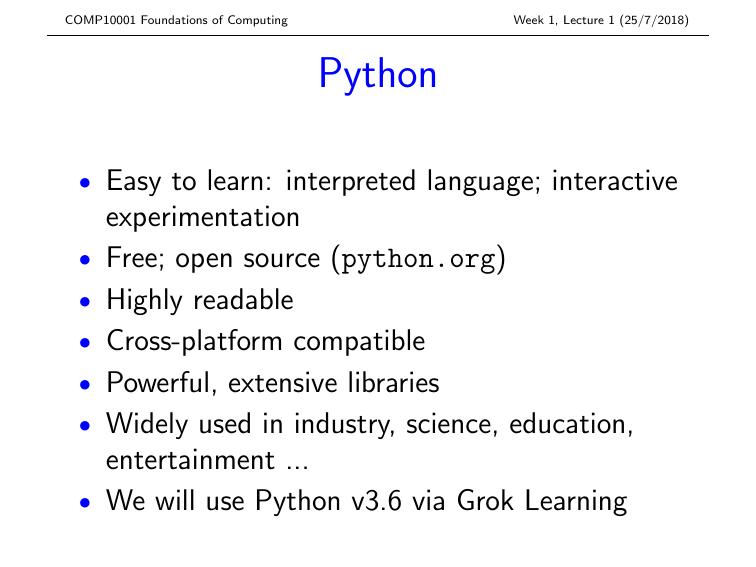 COMP10001 Foundations of Computing
Week 1, Lecture 1 (25/7/2018)
Python
• Easy to learn: interpreted language; interactive
experimentation
• Free; open source (python.org)
• Highly readable
• Cross-platform compatible
• Powerful, extensive libraries
• Widely used in industry, science, education,
entertainment ...
• We will use Python v3.6 via Grok Learning